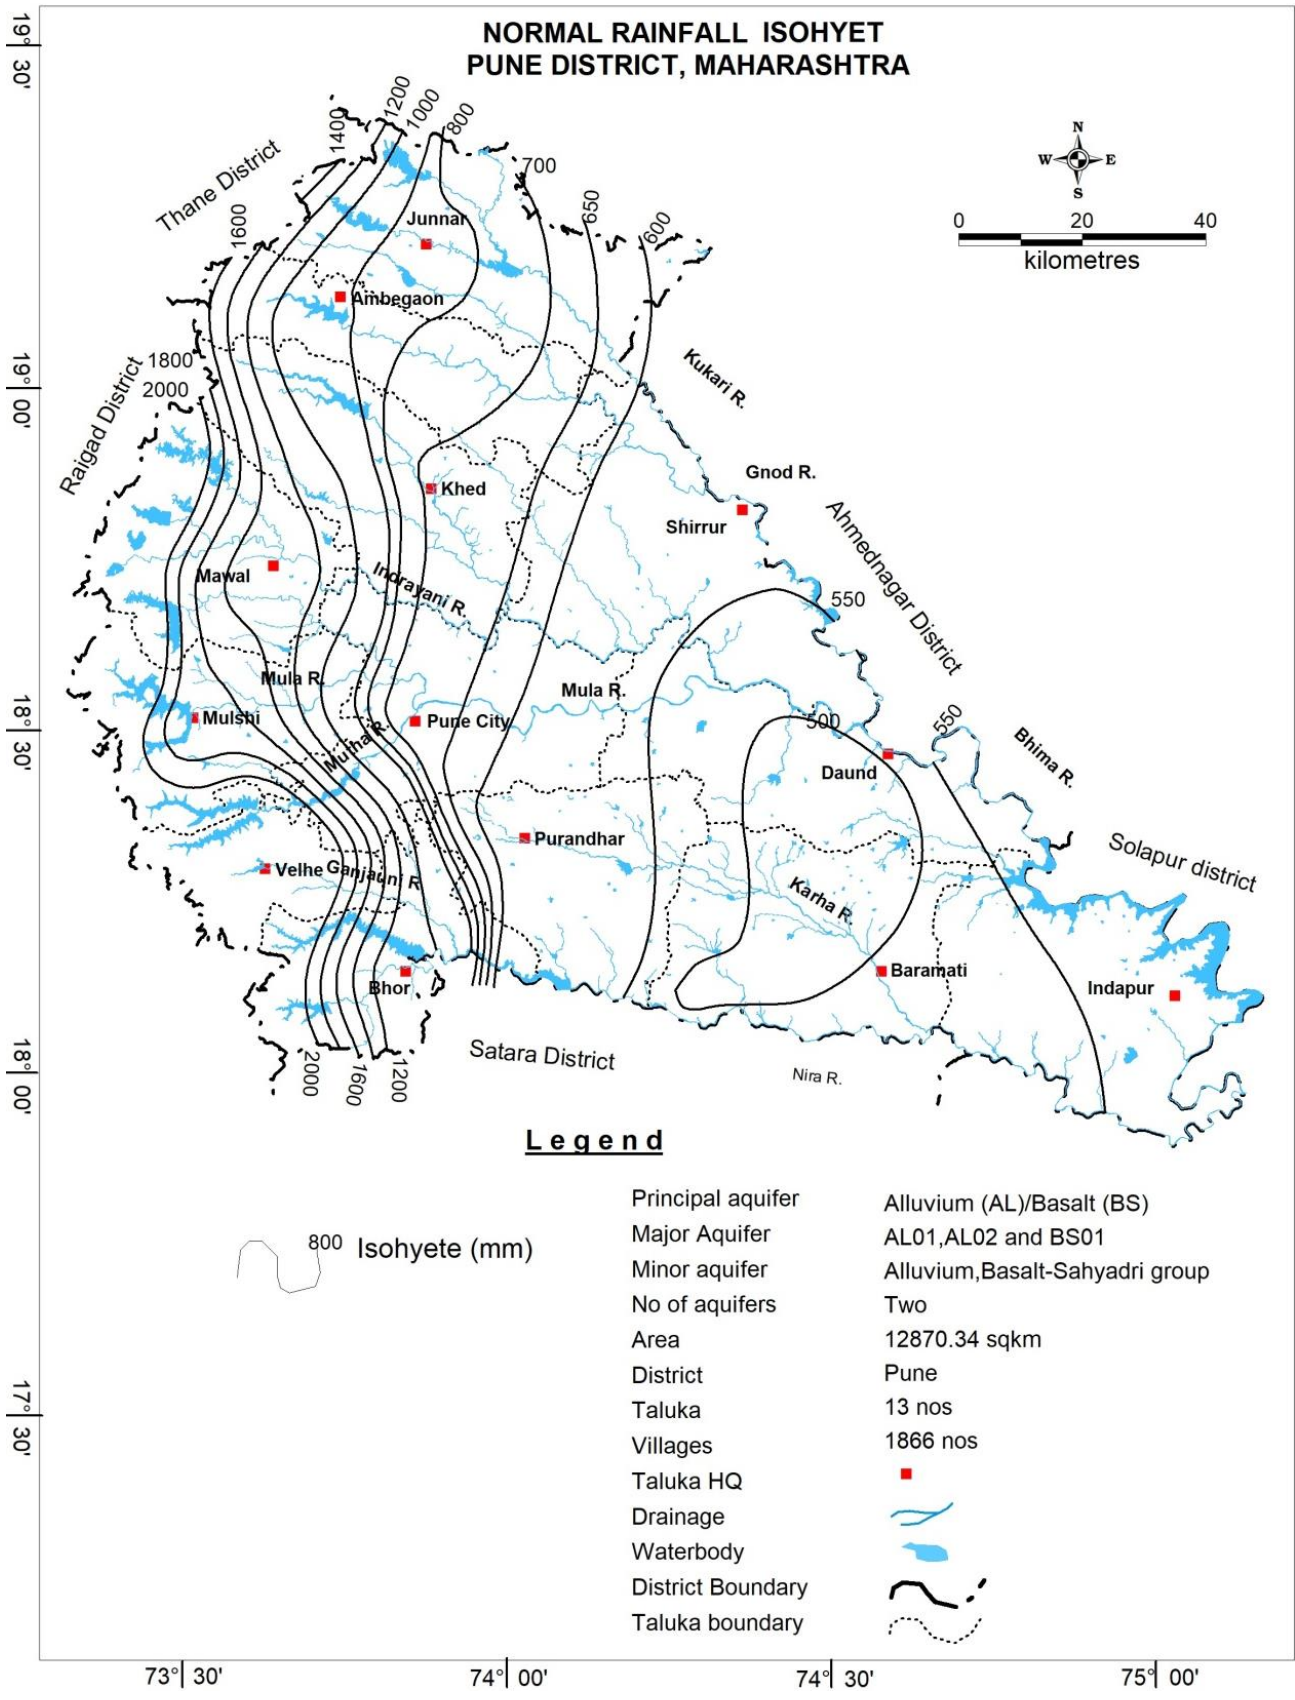 NORMAL RAINFALL ISOHYET
PUNE DISTRICT, MAHARASHTRA
19° 30'
19° 00'
18° 30'
18° 00'
17° 30'
N
W E
S
0 20 40
kilometres
1400
1200
1000
800
700
650
600
Thane District
1600
Junnar
Ambegaon
1800
2000
Raigad District
Kukari R.
Khed
Gnod R.
Shirrur
Ahmednagar District
Mawal
Indrayani R.
550
Mula R.
Mula R.
Mulshi
Pune City
Mutha R.
500
550
Daund
Bhima R.
Purandhar
Solapur district
Velhe
Ganjauni R
Karha R.
Baramati
Bhor
Indapur
Satara District
Nira R.
2000
1600
1200
Legend
800 Isohyete (mm)
Principal aquifer Alluvium (AL)/Basalt (BS)
Major Aquifer AL01,AL02 and BS01
Minor aquifer Alluvium,Basalt-Sahyadri group
No of aquifers Two
Area 12870.34 sqkm
District Pune
Taluka 13 nos
Villages 1866 nos
Taluka HQ
Drainage
Waterbody
District Boundary
Taluka boundary
73° 30' 74° 00' 74° 30' 75° 00'